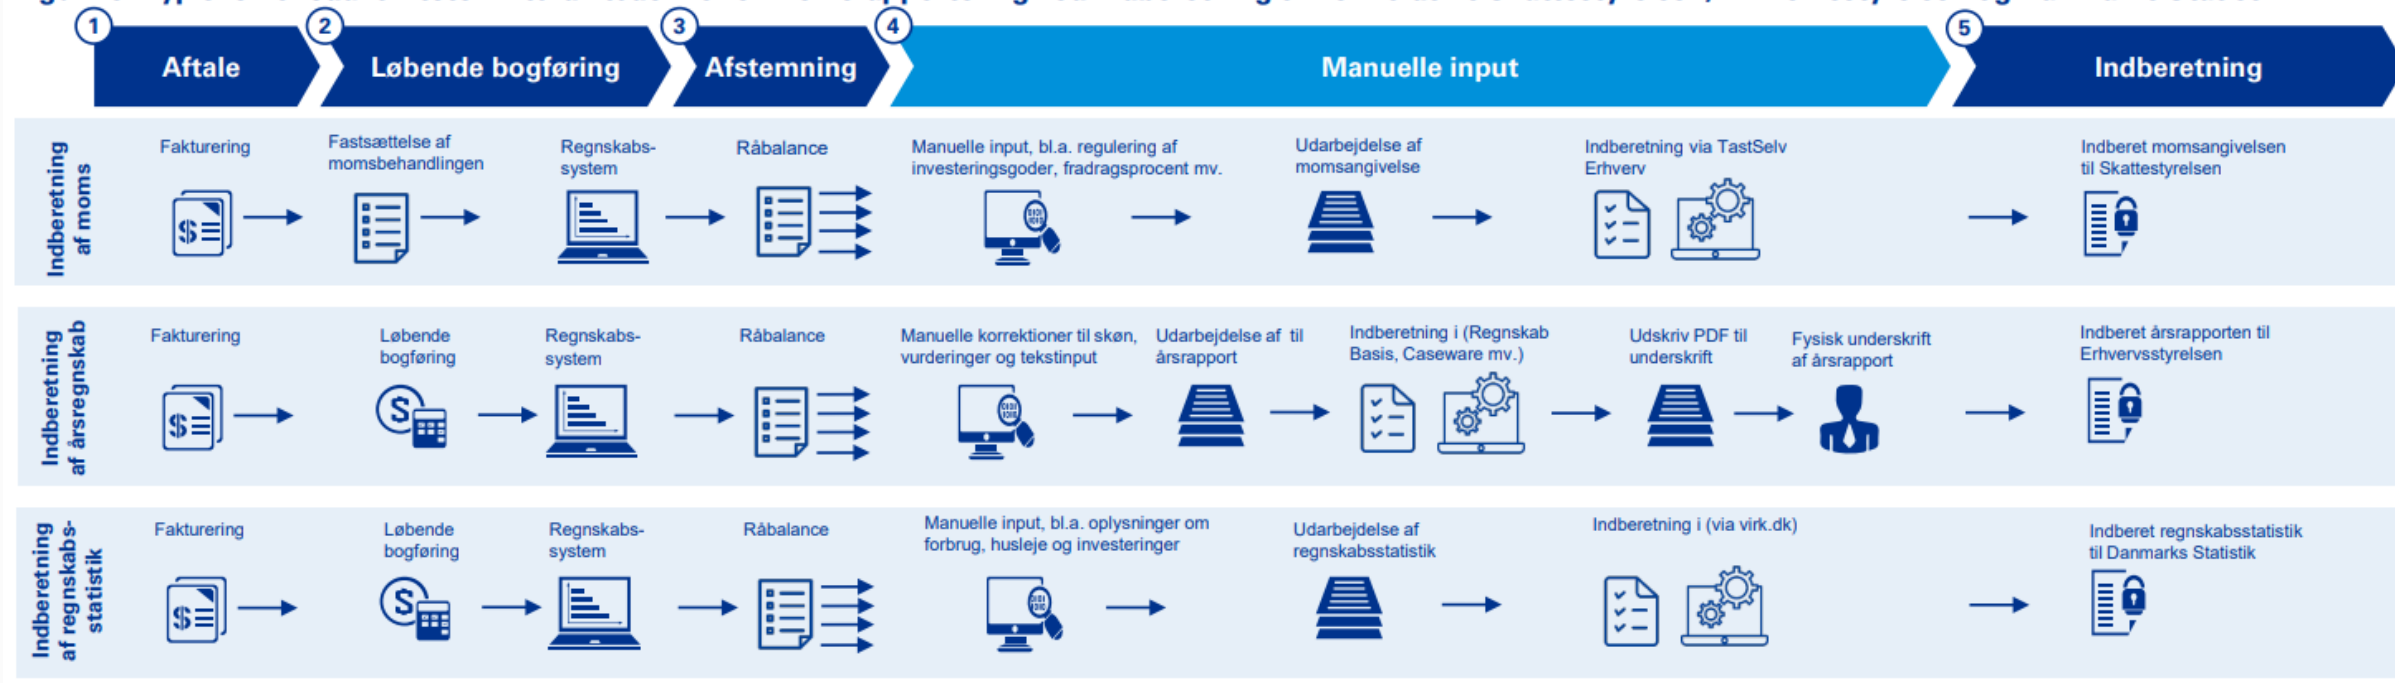 1
2
3
4
5
Aftale
Løbende bogføring
Afstemning
Manuelle input
Indberetning
Indberetning
af moms
Fakturering
Fastsættelse af
momsbehandlingen
Regnskabs-
system
Råbalance
Manuelle input, bl.a. regulering af
investeringsgoder, fradragsprocent mv.
Udarbejdelse af
momsangivelse
Indberetning via TastSelv
Erhverv
Indberet momsangivelsen
til Skattestyrelsen
Indberetning
af årsregnskab
Fakturering
Løbende
bogføring
Regnskabs-
system
Råbalance
Manuelle korrektioner til skøn,
vurderinger og tekstinput
Udarbejdelse af til
årsrapport
Indberetning i (Regnskab
Basis, Caseware mv.)
Udskriv PDF til
underskrift
Fysisk underskrift
af årsrapport
Indberet årsrapporten til
Erhvervsstyrelsen
Indberetning
af regnskabs-
statistik
Fakturering
Løbende
bogføring
Regnskabs-
system
Råbalance
Manuelle input, bl.a. oplysninger om
forbrug, husleje og investeringer
Udarbejdelse af
regnskabsstatistik
Indberetning i (via virk.dk)
Indberet regnskabsstatistik
til Danmarks Statistik